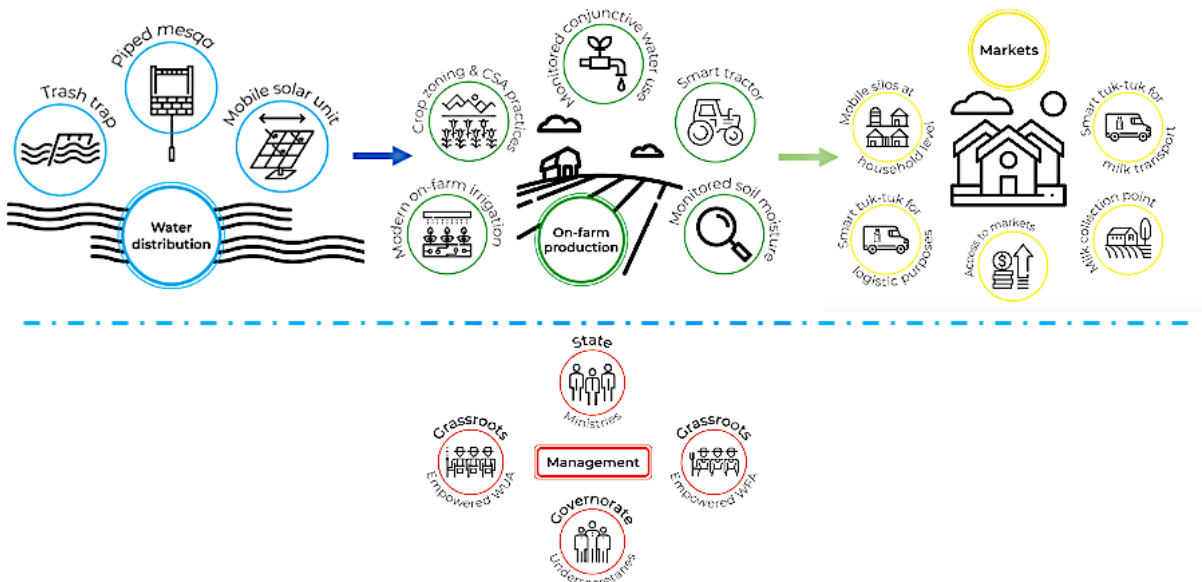 Trash trap
Piped mesqa
Mobile solar unit
Water
distribution
Crop zoning & CSA practices
Monitored conjunctive water use
Smart tractor
Modern on-farm irrigation
On-farm
production
Monitored soil moisture
Markets
Mobile silos at
household level
Smart tuk-tuk for
milk transport
Smart tuk-tuk for
logistic purposes
Access to markets
Milk collection point
State
Ministries
Grassroots
Empowered WUA
Management
Grassroots
Empowered WFA
Governorate
Undersecretaries